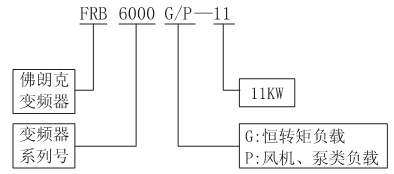 FRB 6000 G/P—11
佛朗克
变频器
11KW
变频器
系列号
G:恒转矩负载
P:风机、泵类负载